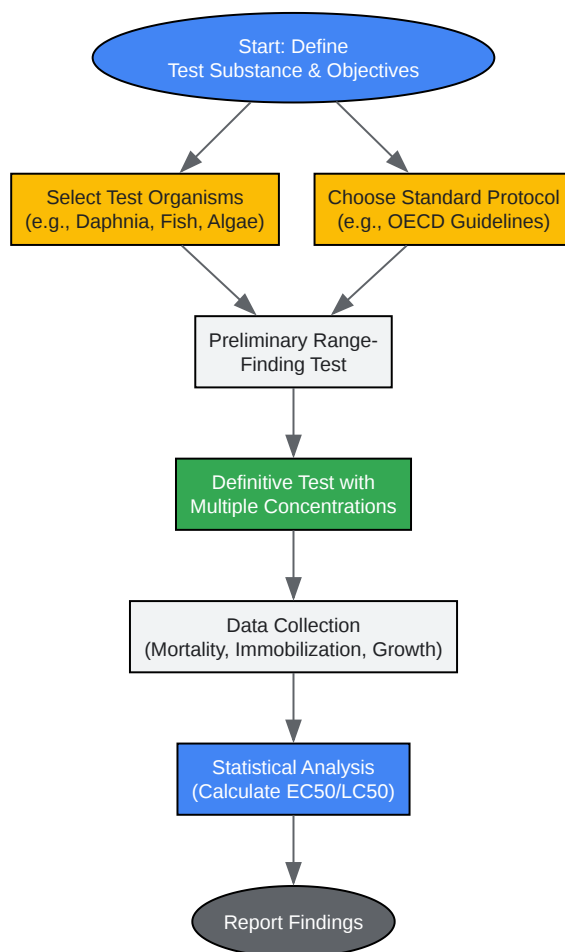 Start: Define
Test Substance & Objectives
Select Test Organisms
(e.g., Daphnia, Fish, Algae)
Choose Standard Protocol
(e.g., OECD Guidelines)
Preliminary Range-
Finding Test
Definitive Test with
Multiple Concentrations
Data Collection
(Mortality, Immobilization, Growth)
Statistical Analysis
(Calculate EC50/LC50)
Report Findings